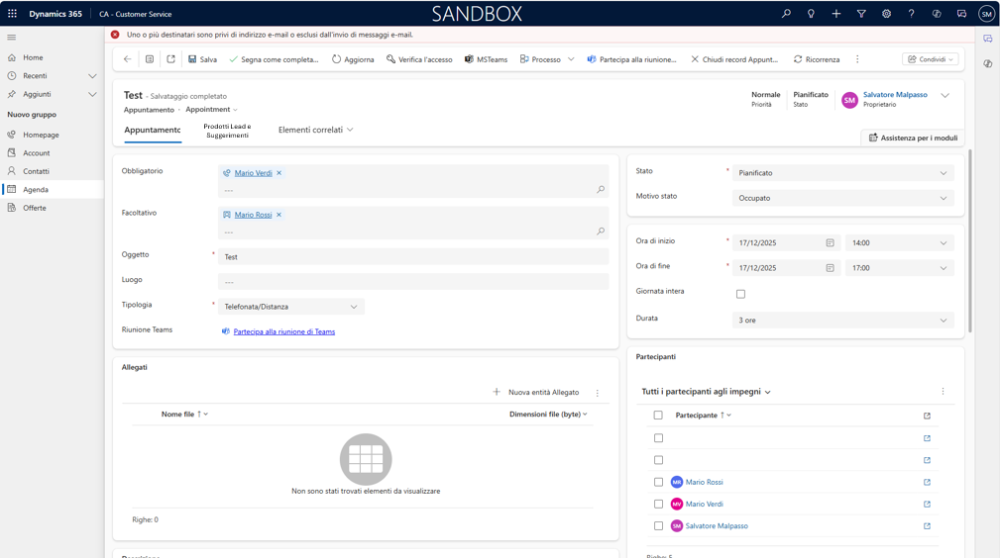 Dynamics 365 CA - Customer Service SANDBOX SM
Uno o più destinatari sono privi di indirizzo e-mail o esclusi dall'invio di messaggi e-mail.
Salva Segna come completa... Aggiorna Verifica l'accesso MSTeams Processo Partecipa alla riunione... Chiudi record Appunt... Ricorrenza Condividi
Home
Recenti
Aggiunti
Nuovo gruppo
Homepage
Account
Contatti
Agenda
Offerte
Test - Salvataggio completato
Appuntamento · Appointment
Normale
Priorità
Pianificato
Stato
SM
Salvatore Malpasso
Proprietario
Appuntamento
Prodotti Lead e
Suggerimenti
Elementi correlati
Assistenza per i moduli
Obbligatorio Mario Verdi
---
Facoltativo Mario Rossi
---
Oggetto * Test
Luogo ---
Tipologia * Telefonata/Distanza
Riunione Teams Partecipa alla riunione di Teams
Stato * Pianificato
Motivo stato Occupato
Ora di inizio * 17/12/2025 14:00
Ora di fine * 17/12/2025 17:00
Giornata intera
Durata 3 ore
Allegati
Nuova entità Allegato
Nome file Dimensioni file (byte)
Non sono stati trovati elementi da visualizzare
Righe: 0
Partecipanti
Tutti i partecipanti agli impegni
Partecipante
MR Mario Rossi
MV Mario Verdi
SM Salvatore Malpasso
Righe: 5
Descrizione